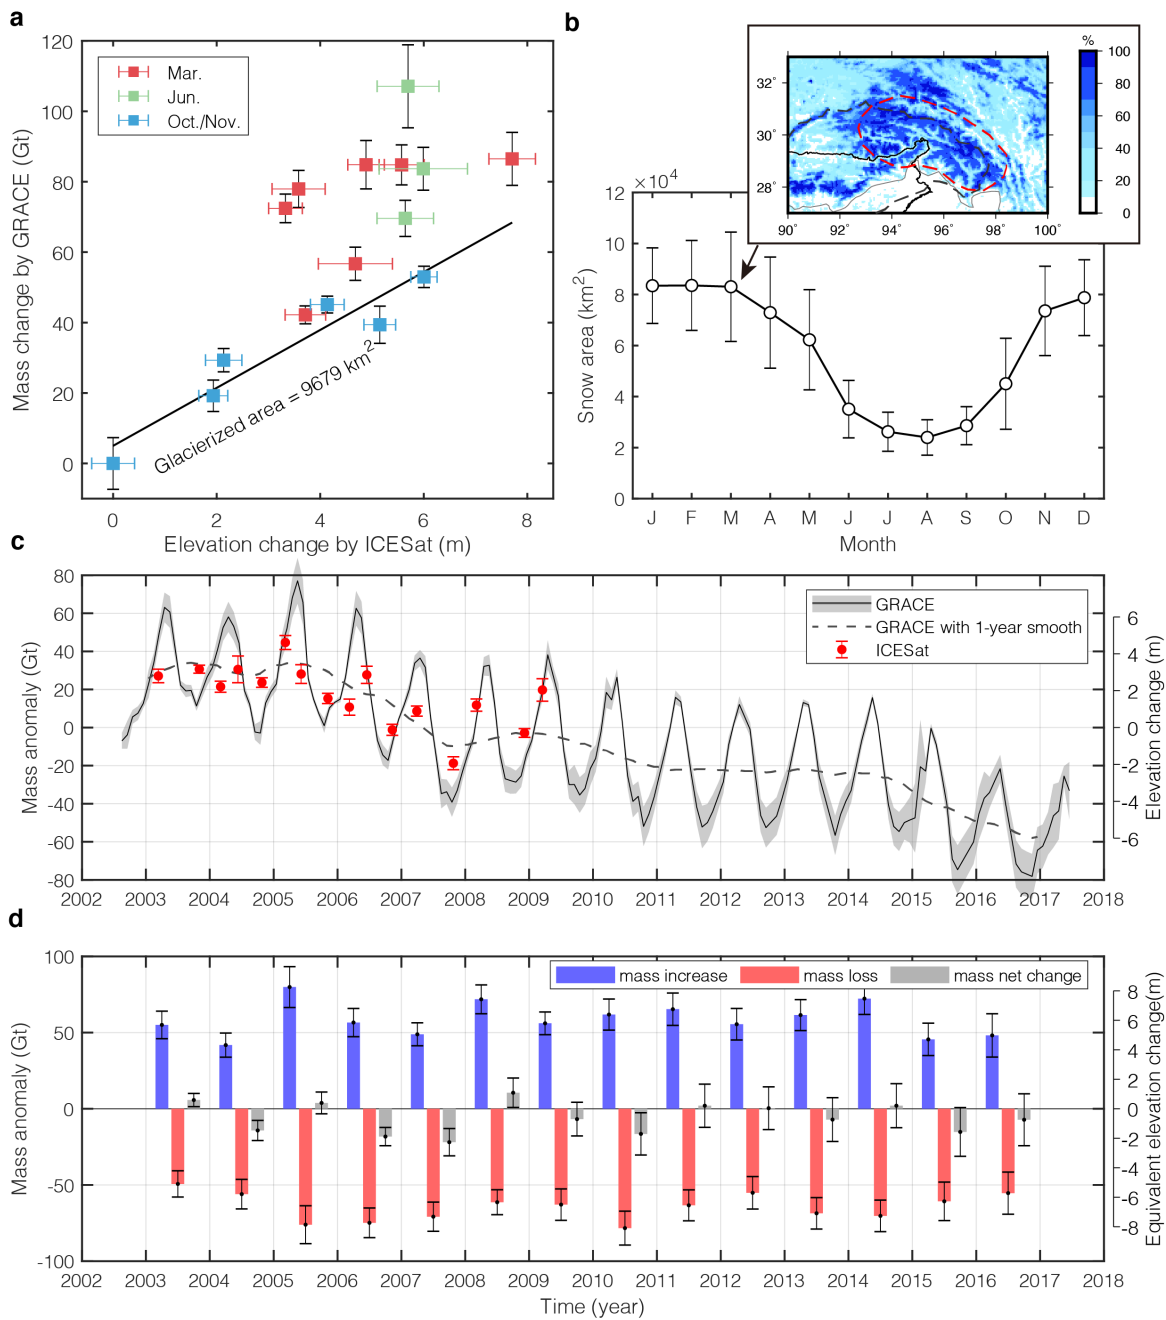 a
Mass change by GRACE (Gt)
120
100
80
60
40
20
0
Mar.
Jun.
Oct./Nov.
Glacierized area = 9679 km2
0 2 4 6 8
Elevation change by ICESat (m)
b
%
100
80
60
40
20
0
32°
30°
28°
90° 92° 94° 96° 98° 100°
×10^4
Snow area (km2)
12
10
8
6
4
2
0
J F M A M J J A S O N D
Month
c
Mass anomaly (Gt)
80
60
40
20
0
-20
-40
-60
-80
GRACE
GRACE with 1-year smooth
ICESat
6
4
2
0
-2
-4
-6
Elevation change (m)
2002 2003 2004 2005 2006 2007 2008 2009 2010 2011 2012 2013 2014 2015 2016 2017 2018
d
Mass anomaly (Gt)
100
50
0
-50
-100
mass increase
mass loss
mass net change
8
6
4
2
0
-2
-4
-6
-8
Equivalent elevation change(m)
2002 2003 2004 2005 2006 2007 2008 2009 2010 2011 2012 2013 2014 2015 2016 2017 2018
Time (year)